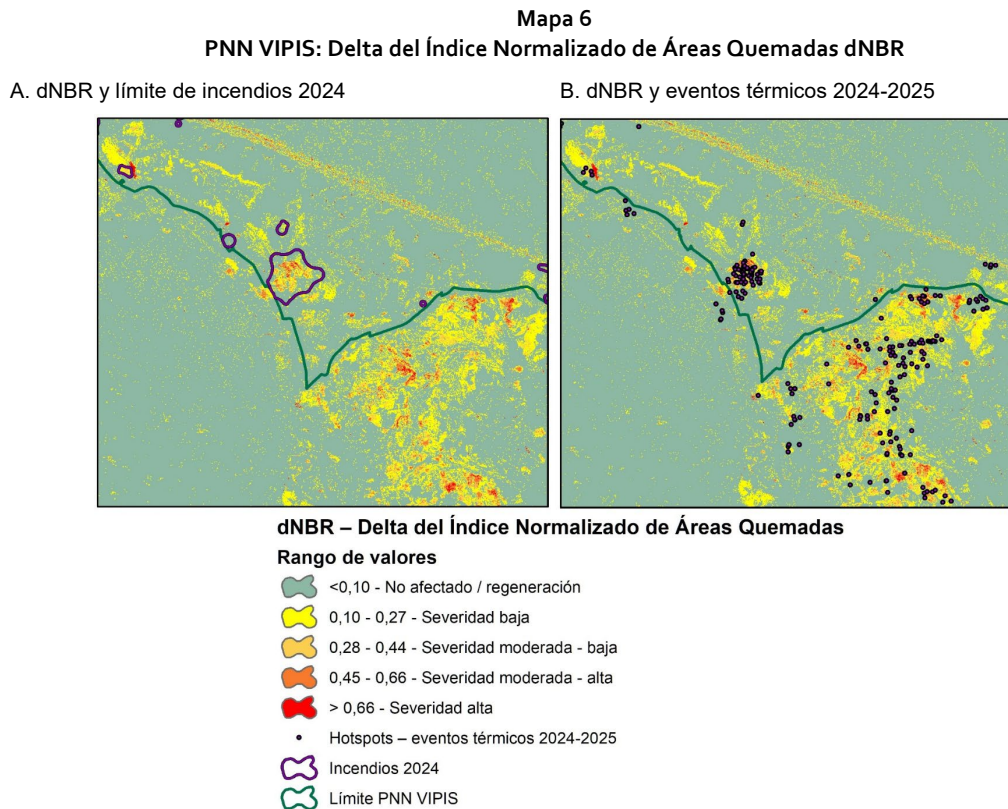 Mapa 6
PNN VIPIS: Delta del Índice Normalizado de Áreas Quemadas dNBR
A. dNBR y límite de incendios 2024
B. dNBR y eventos térmicos 2024-2025
dNBR – Delta del Índice Normalizado de Áreas Quemadas
Rango de valores
<0,10 - No afectado / regeneración
0,10 - 0,27 - Severidad baja
0,28 - 0,44 - Severidad moderada - baja
0,45 - 0,66 - Severidad moderada - alta
> 0,66 - Severidad alta
Hotspots – eventos térmicos 2024-2025
Incendios 2024
Límite PNN VIPIS